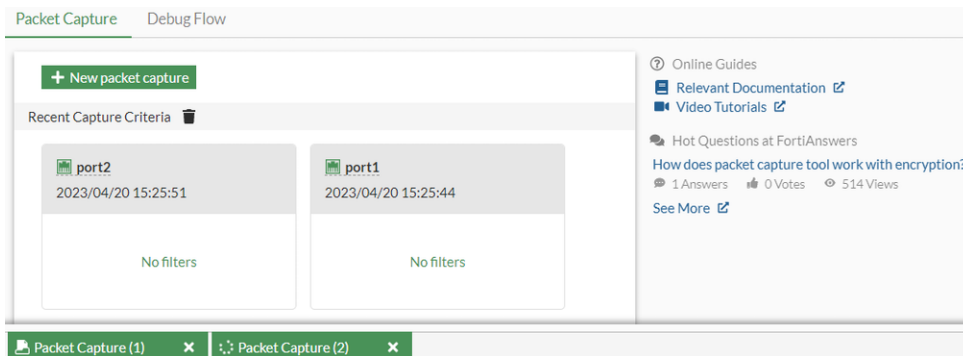 Packet Capture Debug Flow
+ New packet capture
Recent Capture Criteria
port2
2023/04/20 15:25:51
No filters
port1
2023/04/20 15:25:44
No filters
Online Guides
Relevant Documentation
Video Tutorials
Hot Questions at FortiAnswers
How does packet capture tool work with encryption?
1 Answers 0 Votes 514 Views
See More
Packet Capture (1) Packet Capture (2)